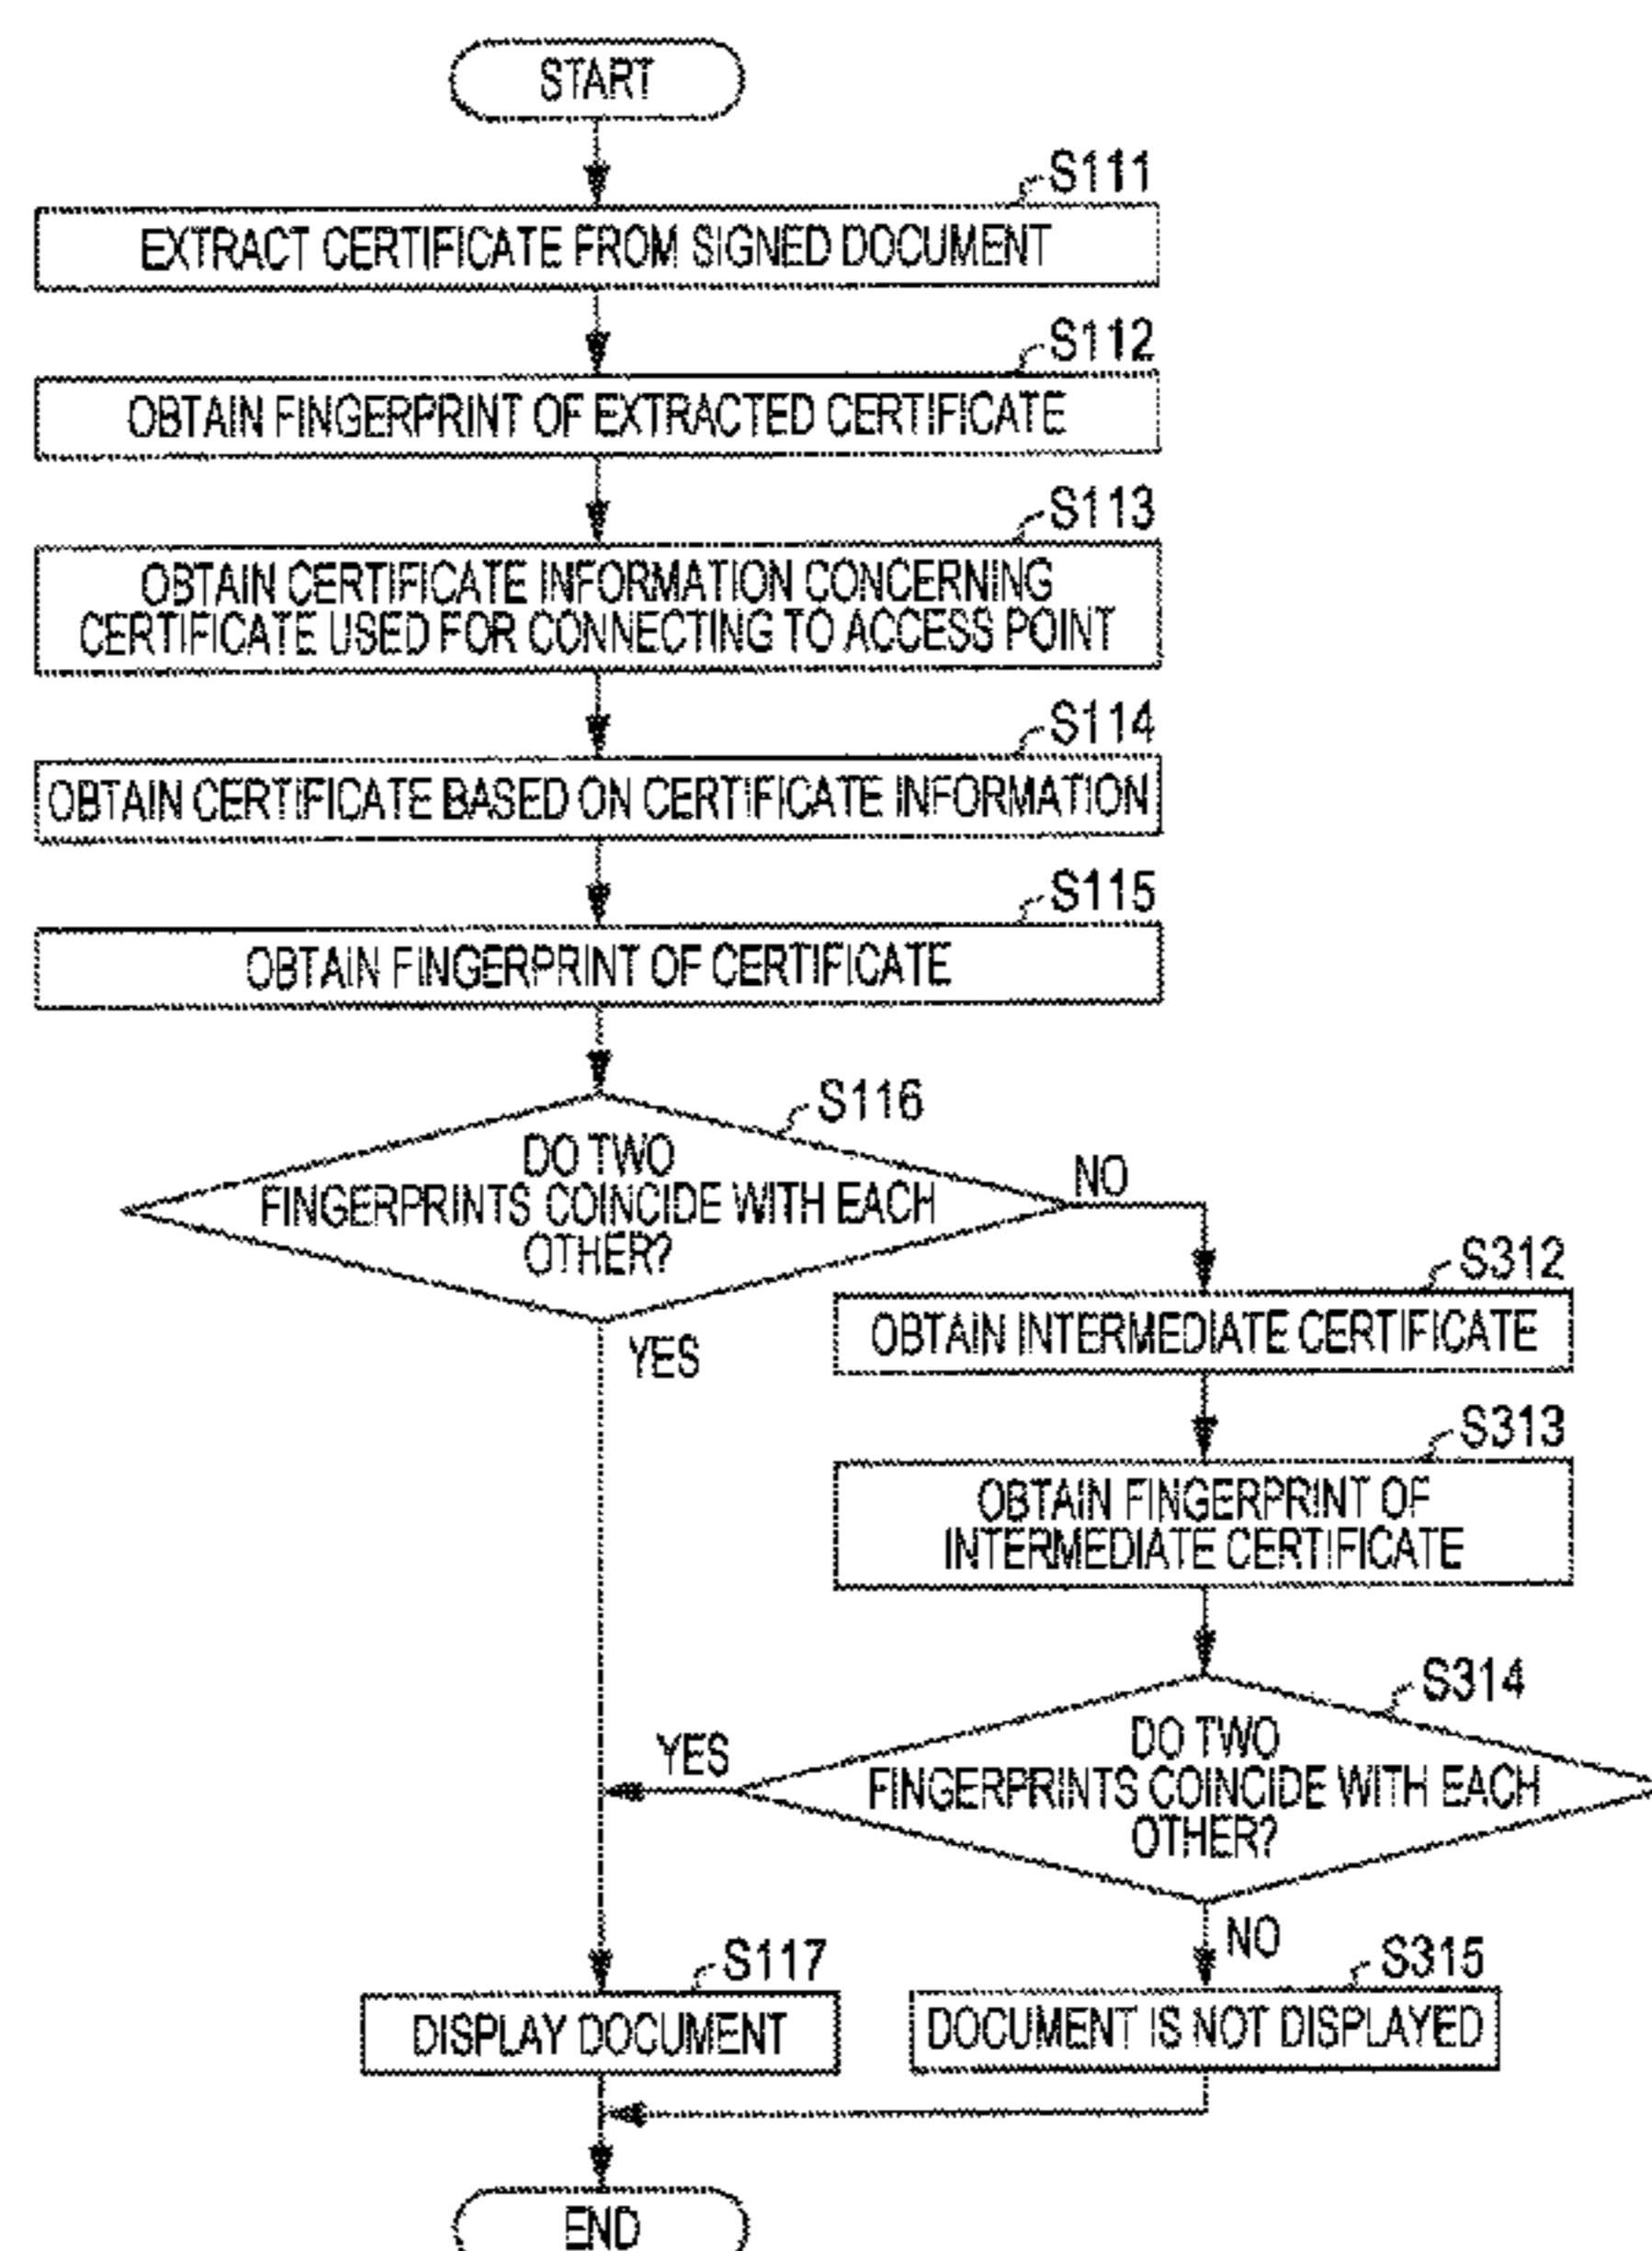 START
S111
EXTRACT CERTIFICATE FROM SIGNED DOCUMENT
S112
OBTAIN FINGERPRINT OF EXTRACTED CERTIFICATE
S113
OBTAIN CERTIFICATE INFORMATION CONCERNING
CERTIFICATE USED FOR CONNECTING TO ACCESS POINT
S114
OBTAIN CERTIFICATE BASED ON CERTIFICATE INFORMATION
S115
OBTAIN FINGERPRINT OF CERTIFICATE
S116
DO TWO
FINGERPRINTS COINCIDE WITH EACH
OTHER?
NO
YES
S312
OBTAIN INTERMEDIATE CERTIFICATE
S313
OBTAIN FINGERPRINT OF
INTERMEDIATE CERTIFICATE
S314
DO TWO
FINGERPRINTS COINCIDE WITH EACH
OTHER?
YES
NO
S117
DISPLAY DOCUMENT
S315
DOCUMENT IS NOT DISPLAYED
END